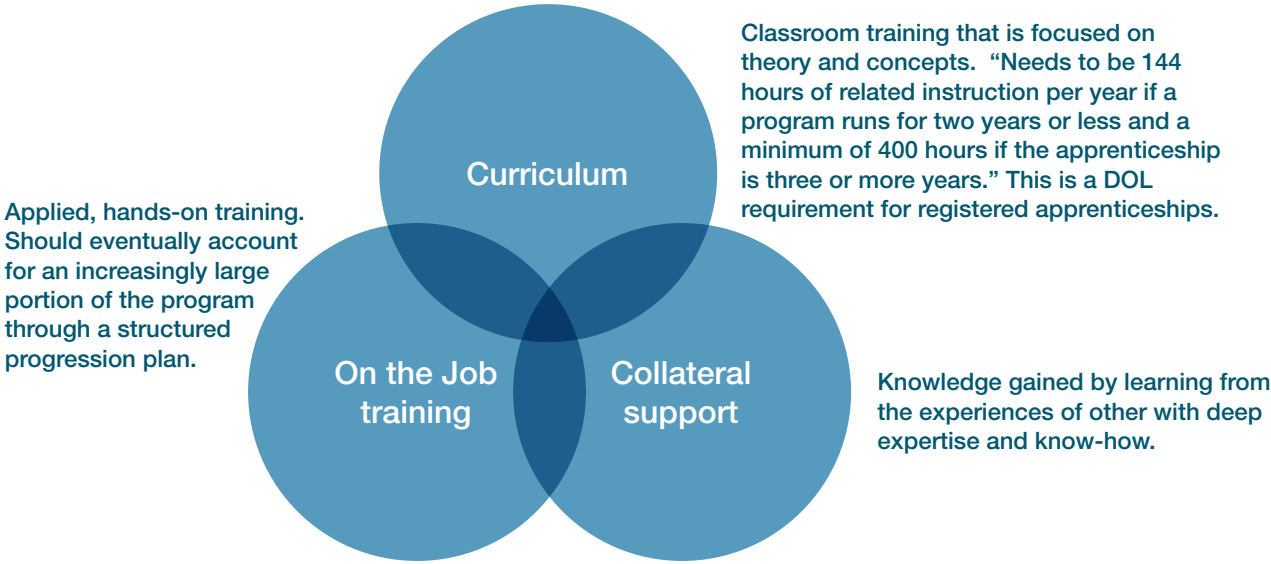 Classroom training that is focused on
theory and concepts.  “Needs to be 144
hours of related instruction per year if a
program runs for two years or less and a
minimum of 400 hours if the apprenticeship
is three or more years.” This is a DOL
requirement for registered apprenticeships.
Curriculum
Applied, hands-on training.
Should eventually account
for an increasingly large
portion of the program
through a structured
progression plan.
On the Job
training
Collateral
support
Knowledge gained by learning from
the experiences of other with deep
expertise and know-how.